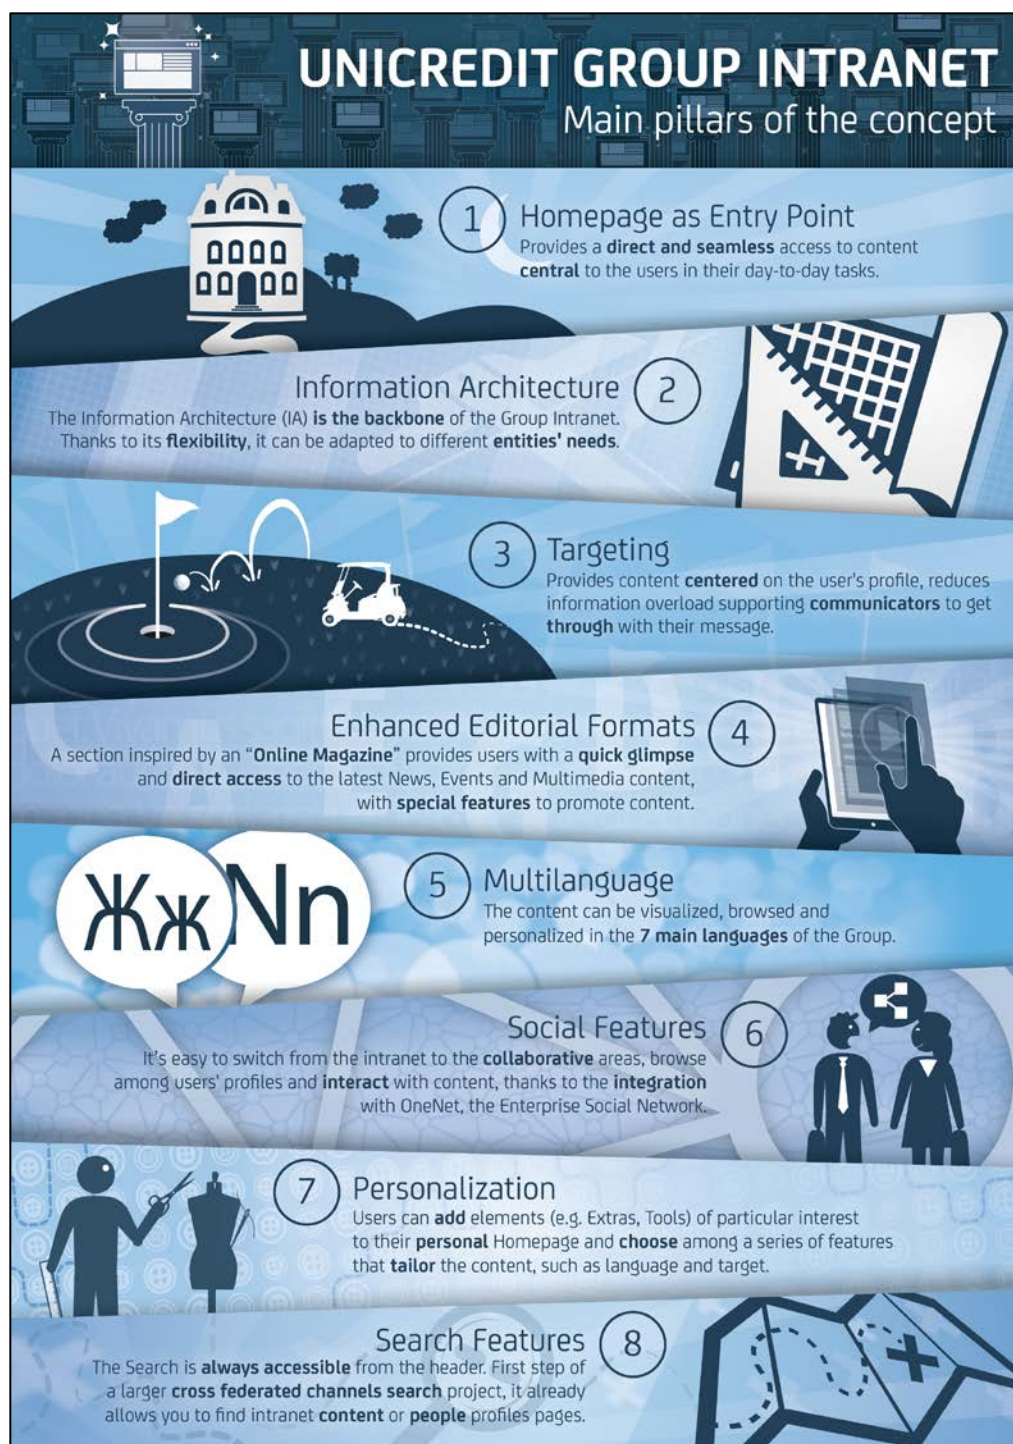 UNICREDIT GROUP INTRANET
Main pillars of the concept
1
Homepage as Entry Point
Provides a direct and seamless access to content
central to the users in their day-to-day tasks.
Information Architecture
2
The Information Architecture (IA) is the backbone of the Group Intranet.
Thanks to its flexibility, it can be adapted to different entities' needs.
3
Targeting
Provides content centered on the user's profile, reduces
information overload supporting communicators to get
through with their message.
Enhanced Editorial Formats
4
A section inspired by an “Online Magazine” provides users with a quick glimpse
and direct access to the latest News, Events and Multimedia content,
with special features to promote content.
Жж Nn
5
Multilanguage
The content can be visualized, browsed and
personalized in the 7 main languages of the Group.
Social Features
6
It's easy to switch from the intranet to the collaborative areas, browse
among users' profiles and interact with content, thanks to the integration
with OneNet, the Enterprise Social Network.
7
Personalization
Users can add elements (e.g. Extras, Tools) of particular interest
to their personal Homepage and choose among a series of features
that tailor the content, such as language and target.
Search Features
8
The Search is always accessible from the header. First step of
a larger cross federated channels search project, it already
allows you to find intranet content or people profiles pages.